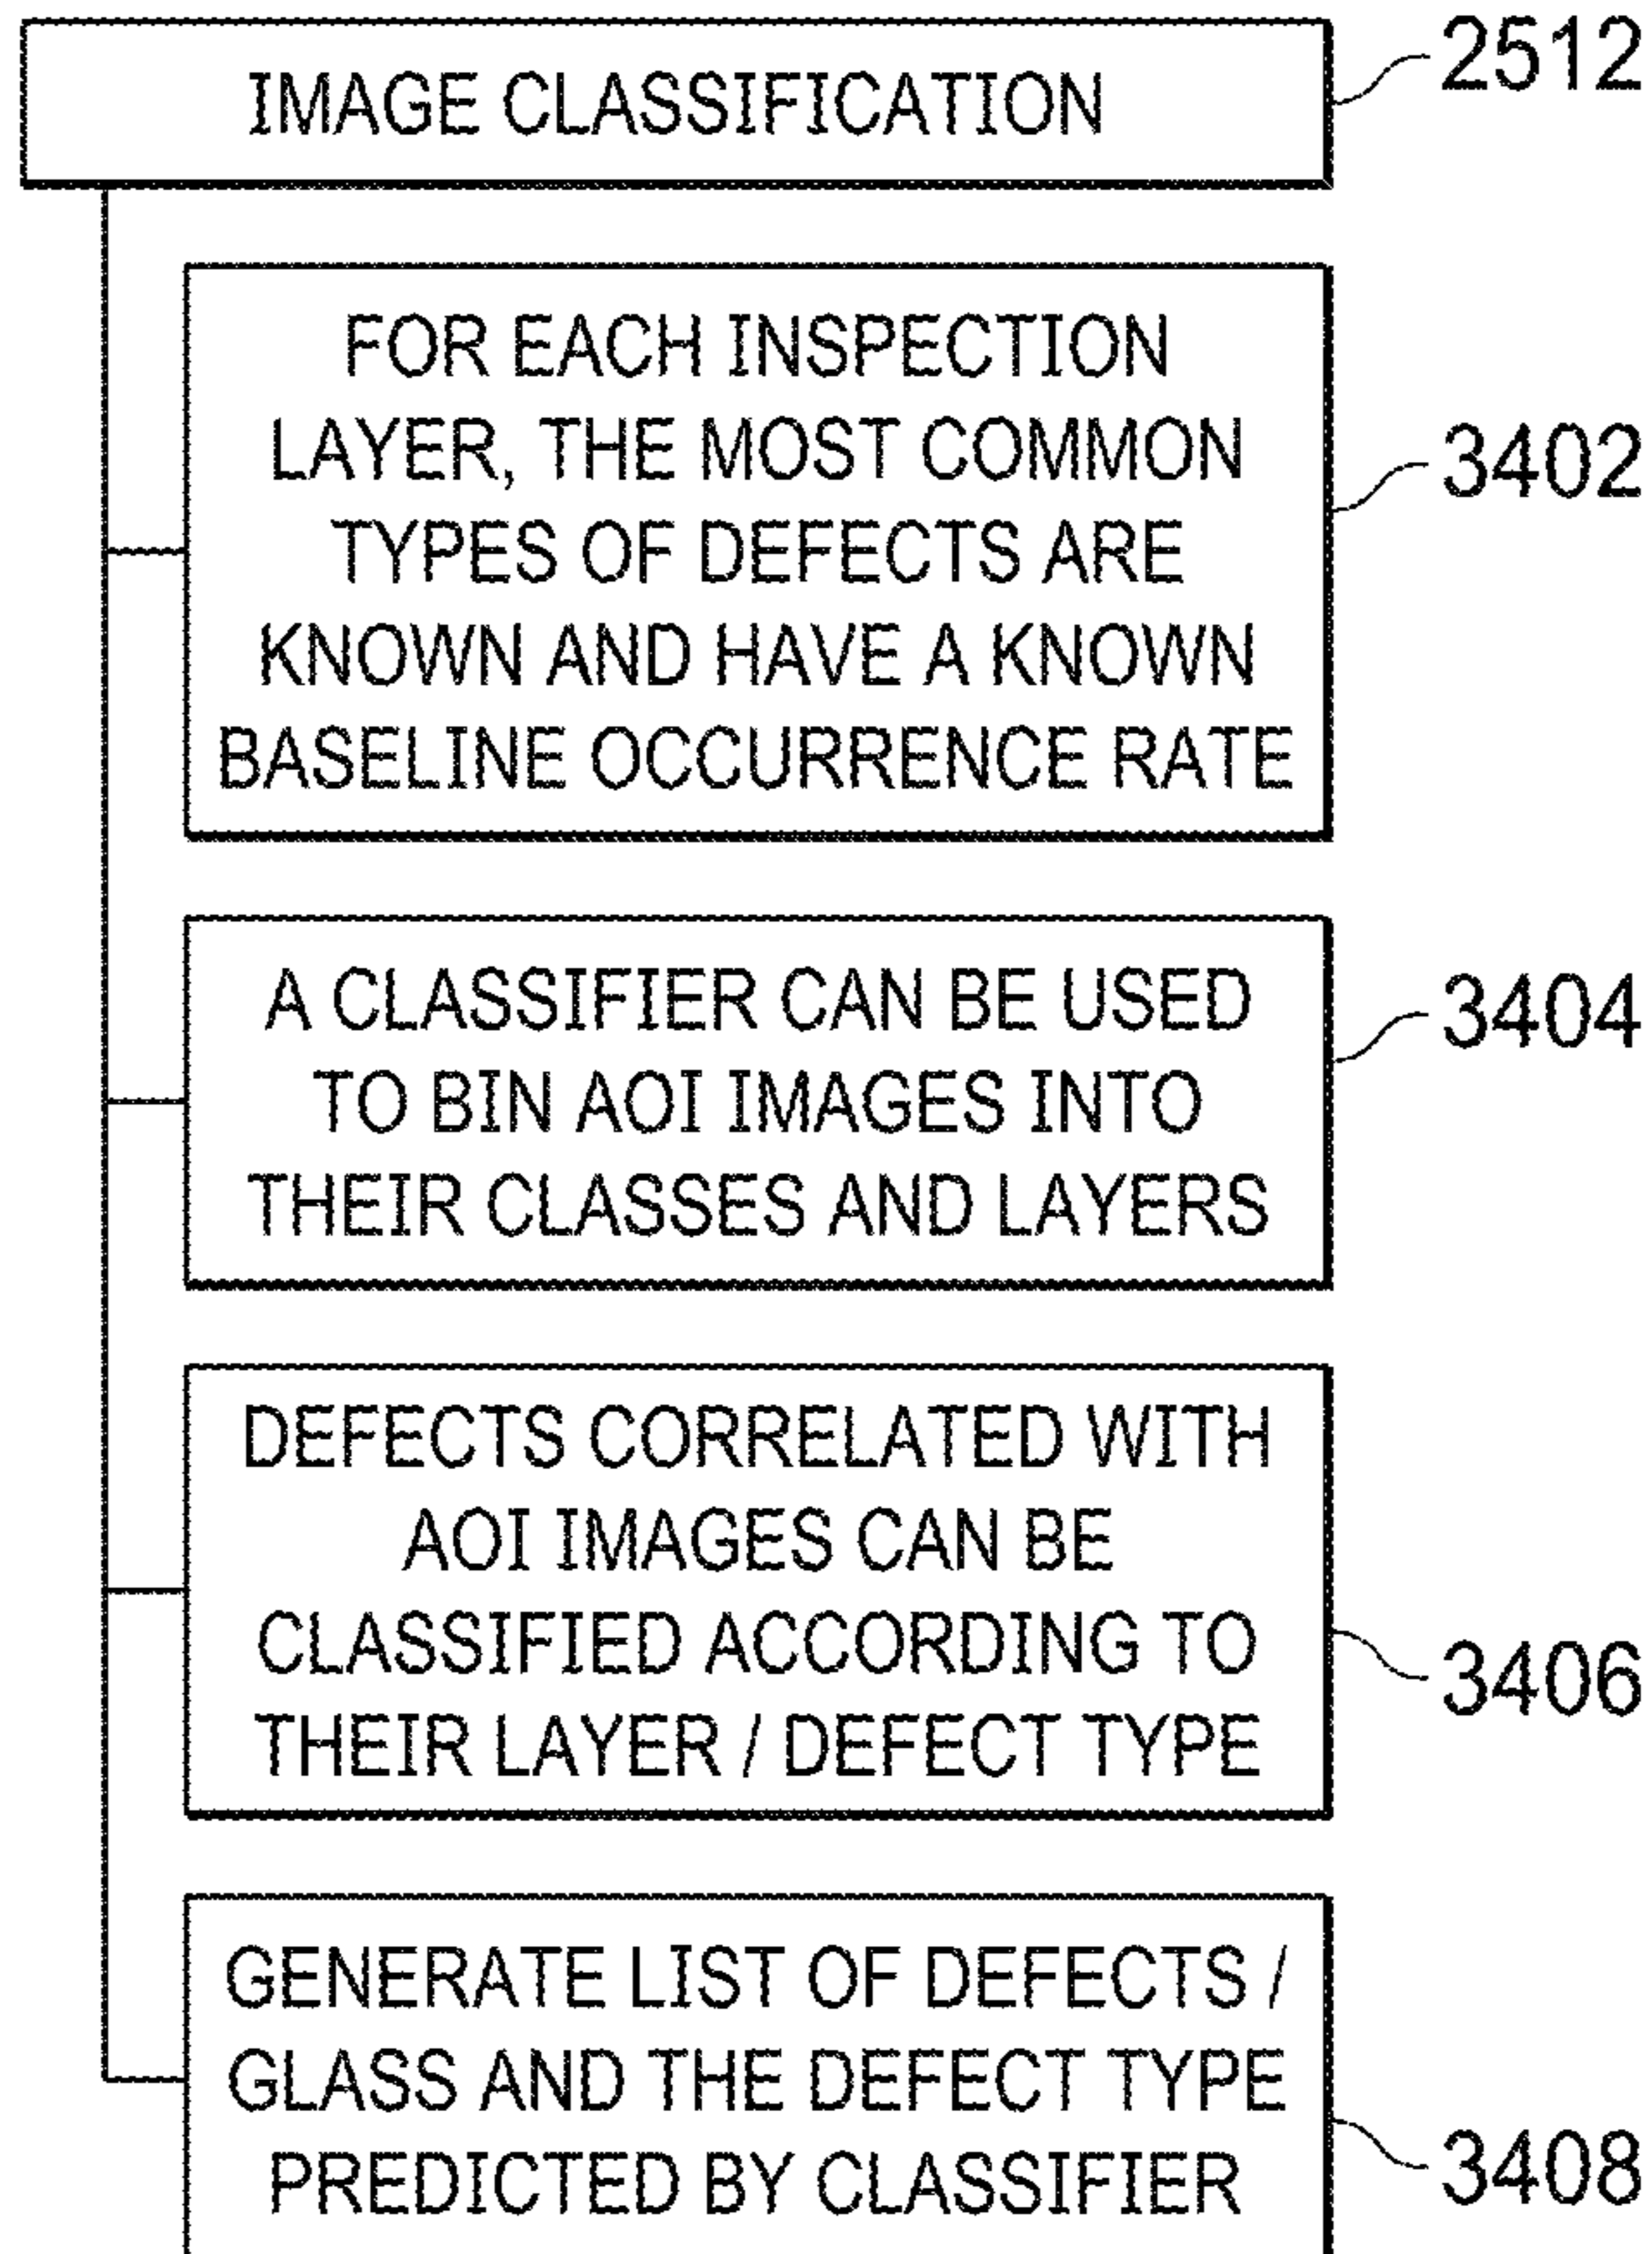 IMAGE CLASSIFICATION
2512
FOR EACH INSPECTION
LAYER, THE MOST COMMON
TYPES OF DEFECTS ARE
KNOWN AND HAVE A KNOWN
BASELINE OCCURRENCE RATE
3402
A CLASSIFIER CAN BE USED
TO BIN AOI IMAGES INTO
THEIR CLASSES AND LAYERS
3404
DEFECTS CORRELATED WITH
AOI IMAGES CAN BE
CLASSIFIED ACCORDING TO
THEIR LAYER / DEFECT TYPE
3406
GENERATE LIST OF DEFECTS /
GLASS AND THE DEFECT TYPE
PREDICTED BY CLASSIFIER
3408